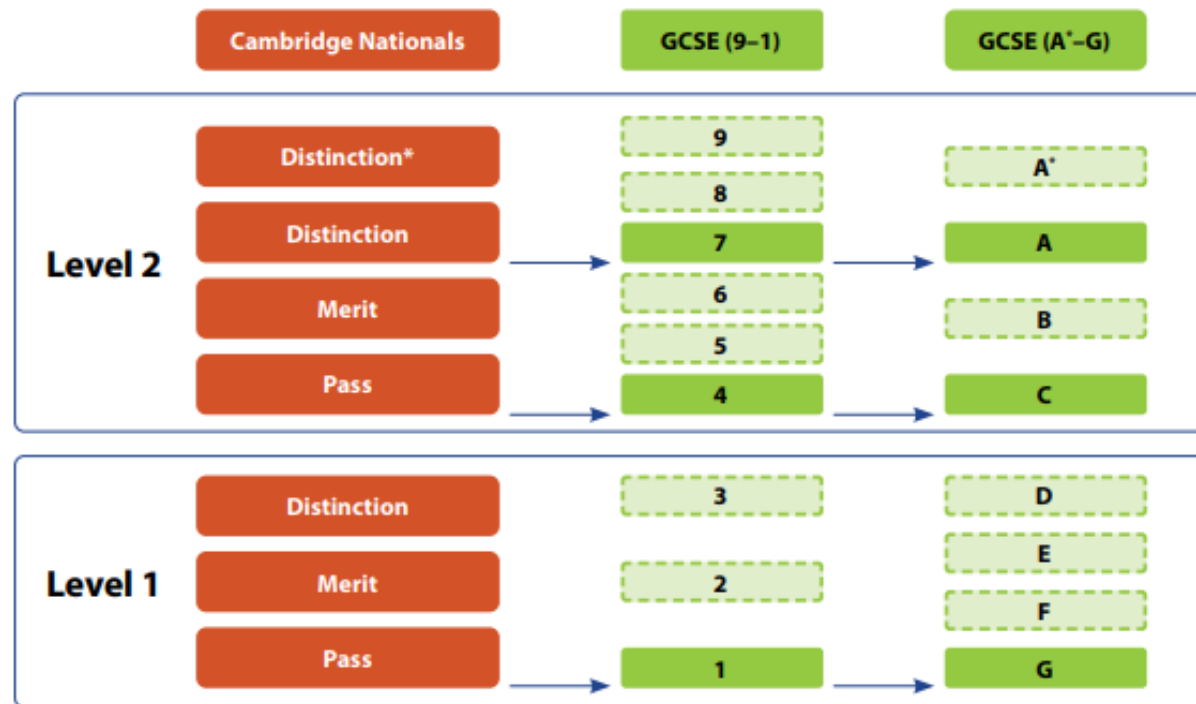 Cambridge Nationals
GCSE (9–1)
GCSE (A*–G)
Level 2
Distinction*
Distinction
Merit
Pass
9
8
7
6
5
4
A*
A
B
C
Level 1
Distinction
Merit
Pass
3
2
1
D
E
F
G